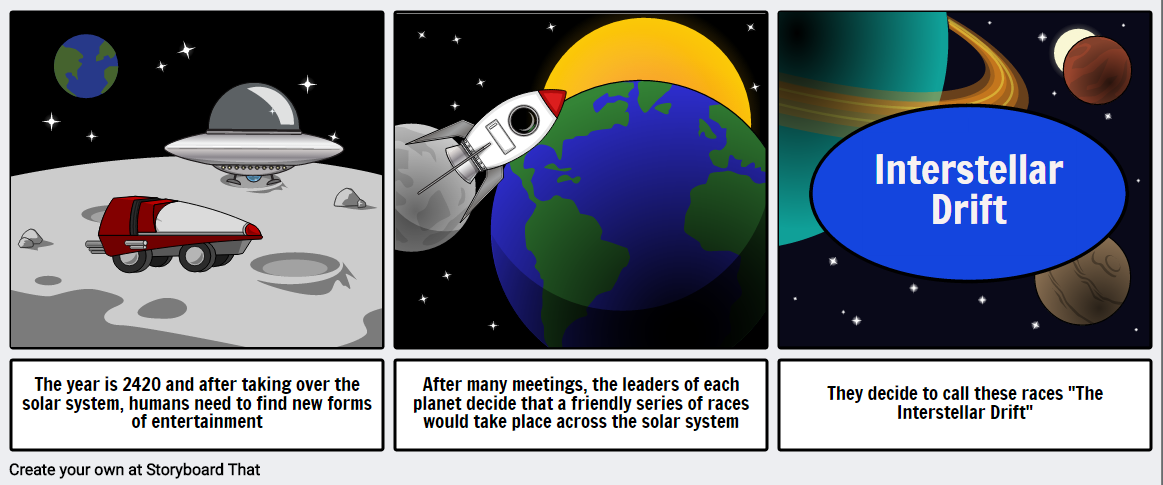 Interstellar
Drift
The year is 2420 and after taking over the
solar system, humans need to find new forms
of entertainment
After many meetings, the leaders of each
planet decide that a friendly series of races
would take place across the solar system
They decide to call these races "The
Interstellar Drift"
Create your own at Storyboard That